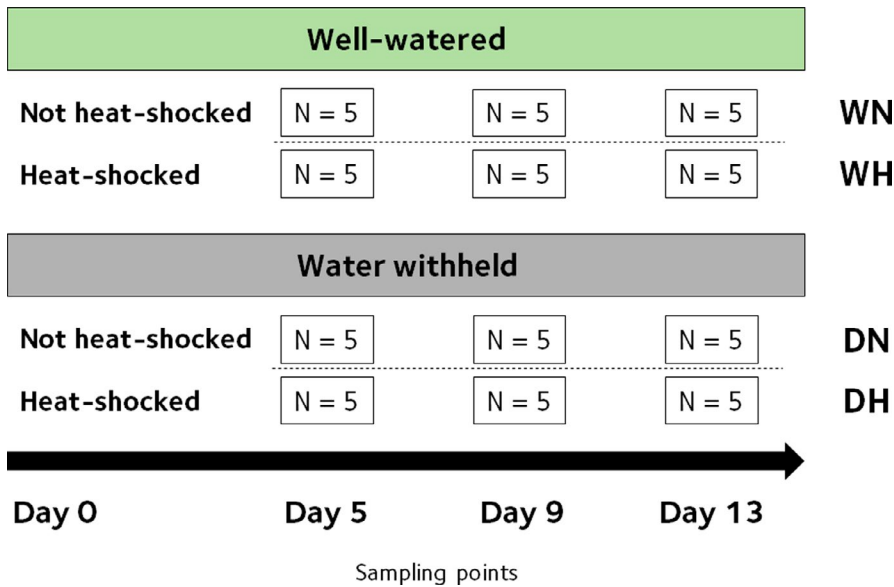 Well-watered
Not heat-shocked N = 5 N = 5 N = 5 WN
Heat-shocked N = 5 N = 5 N = 5 WH
Water withheld
Not heat-shocked N = 5 N = 5 N = 5 DN
Heat-shocked N = 5 N = 5 N = 5 DH
Day 0 Day 5 Day 9 Day 13
Sampling points